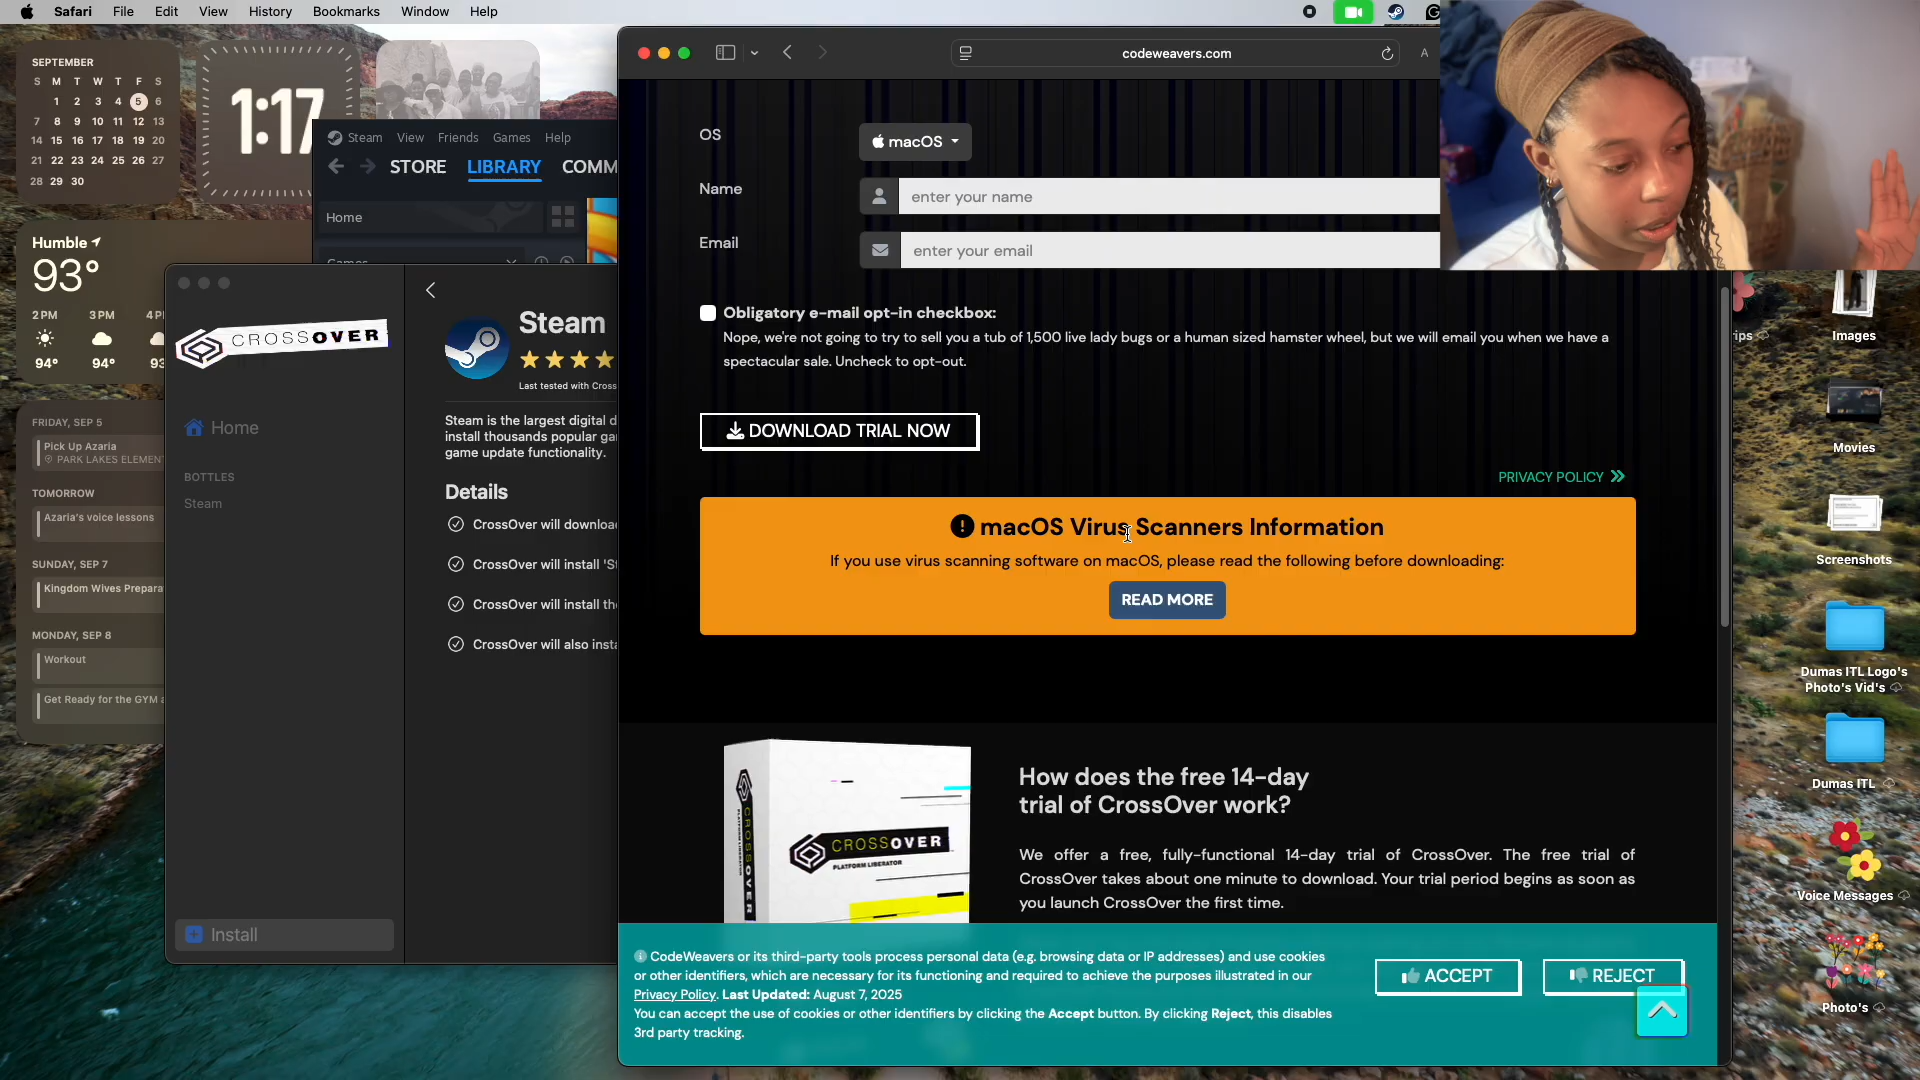 Safari File Edit View History Bookmarks Window Help
SEPTEMBER
S M T W T F S
1 2 3 4 5 6
7 8 9 10 11 12 13
14 15 16 17 18 19 20
21 22 23 24 25 26 27
28 29 30
1:17
Humble
93°
2 PM 3 PM
94° 94° 93
FRIDAY, SEP 5
Pick Up Azaria
PARK LAKES ELEMEN
TOMORROW
Azaria's voice lessons
SUNDAY, SEP 7
Kingdom Wives Prepara
MONDAY, SEP 8
Workout
Get Ready for the GYM a
Steam View Friends Games Help
STORE LIBRARY COMM
Home
Games
CROSSOVER
Home
BOTTLES
Steam
Install
Steam
Last tested with Cross
Steam is the largest digital d
install thousands popular ga
game update functionality.
Details
CrossOver will downloa
CrossOver will install 'St
CrossOver will install the
CrossOver will also insta
codeweavers.com
OS
macOS
Name
enter your name
Email
enter your email
Obligatory e-mail opt-in checkbox:
Nope, we're not going to try to sell you a tub of 1,500 live lady bugs or a human sized hamster wheel, but we will email you when we have a
spectacular sale. Uncheck to opt-out.
DOWNLOAD TRIAL NOW
PRIVACY POLICY
macOS Virus Scanners Information
If you use virus scanning software on macOS, please read the following before downloading:
READ MORE
CROSSOVER
CROSSOVER
PLATFORM LIBERATOR
How does the free 14-day
trial of CrossOver work?
We offer a free, fully-functional 14-day trial of CrossOver. The free trial of
CrossOver takes about one minute to download. Your trial period begins as soon as
you launch CrossOver the first time.
CodeWeavers or its third-party tools process personal data (e.g. browsing data or IP addresses) and use cookies
or other identifiers, which are necessary for its functioning and required to achieve the purposes illustrated in our
Privacy Policy. Last Updated: August 7, 2025
You can accept the use of cookies or other identifiers by clicking the Accept button. By clicking Reject, this disables
3rd party tracking.
ACCEPT
REJECT
Images
Movies
Screenshots
Dumas ITL Logo's
Photo's Vid's
Dumas ITL
Voice Messages
Photo's